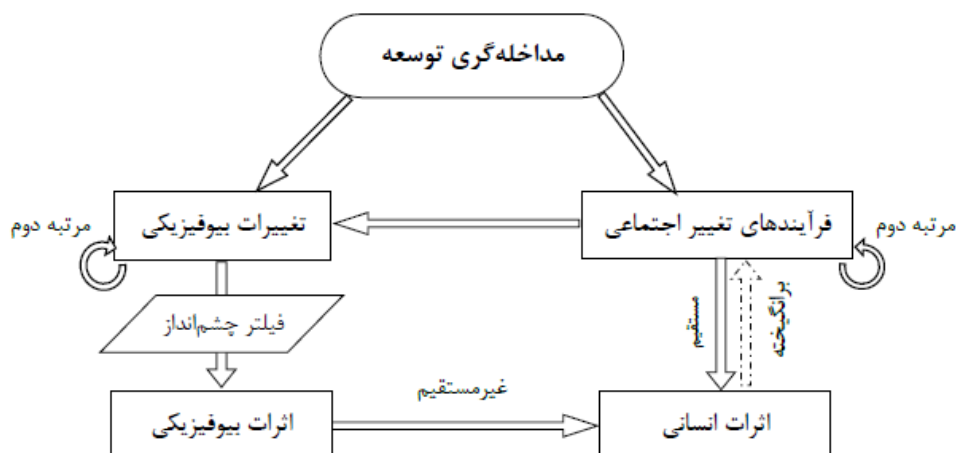 مداخله‌گری توسعه
فرآیندهای تغییر اجتماعی
تغییرات بیوفیزیکی
مرتبه دوم
مرتبه دوم
مستقیم
برانگیخته
فیلتر چشم‌انداز
غیرمستقیم
اثرات انسانی
اثرات بیوفیزیکی